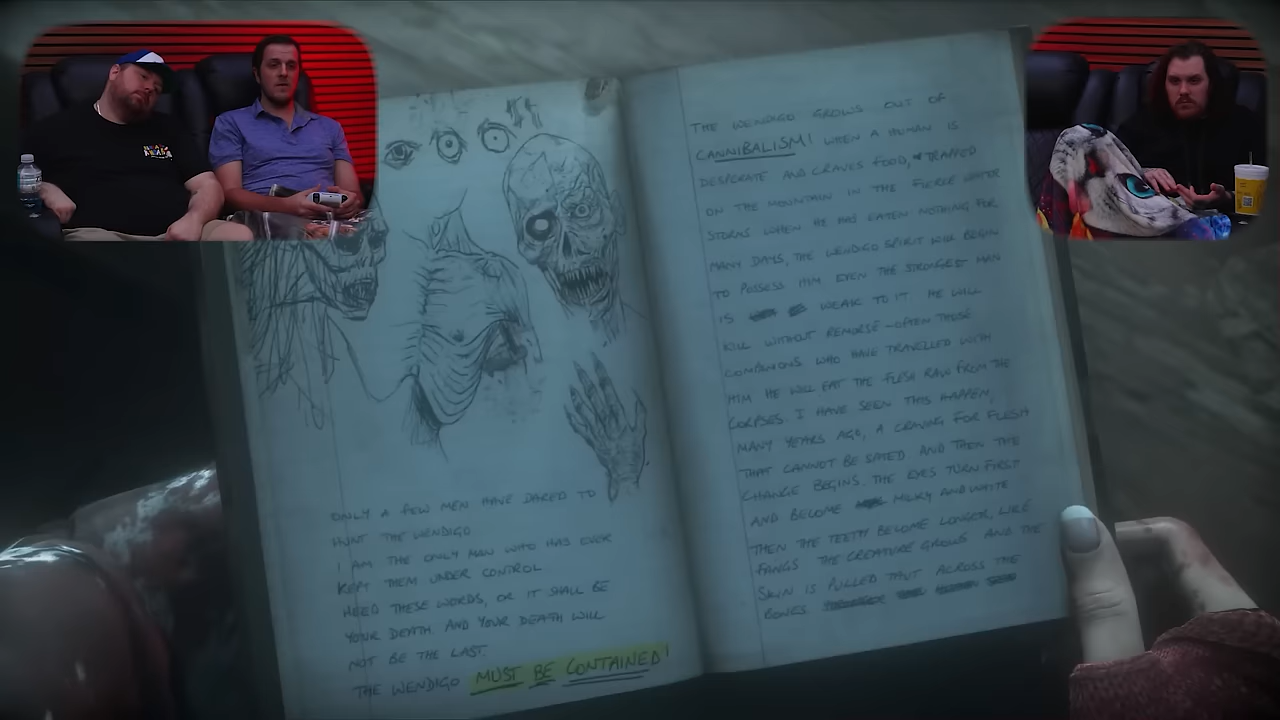 ONLY A FEW MEN HAVE DARED TO
HUNT THE WENDIGO
I AM THE ONLY MAN WHO HAS EVER
KEPT THEM UNDER CONTROL
HEED THESE WORDS, OR IT SHALL BE
YOUR DEATH. AND YOUR DEATH WILL
NOT BE THE LAST.
THE WENDIGO MUST BE CONTAINED!
THE WENDIGO GROWS OUT OF
CANNIBALISM! WHEN A HUMAN IS
DESPERATE AND CRAVES FOOD, TRAPPED
ON THE MOUNTAIN IN THE FIERCE WINTER
STORMS WHEN HE HAS EATEN NOTHING FOR
MANY DAYS, THE WENDIGO SPIRIT WILL BEGIN
TO POSSESS HIM EVEN THE STRONGEST MAN
IS WEAK TO IT HE WILL
KILL WITHOUT REMORSE - OFTEN THOSE
COMPANIONS WHO HAVE TRAVELLED WITH
HIM HE WILL EAT THE FLESH RAW FROM THE
CORPSES. I HAVE SEEN THIS HAPPEN,
MANY YEARS AGO, A CRAVING FOR FLESH
THAT CANNOT BE SATED. AND THEN THE
CHANGE BEGINS. THE EYES TURN FIRST
AND BECOME MILKY AND WHITE
THEN THE TEETH BECOME LONGER, LIKE
FANGS THE CREATURE GROWS AND THE
SKIN IS PULLED TAUT ACROSS THE
BONES